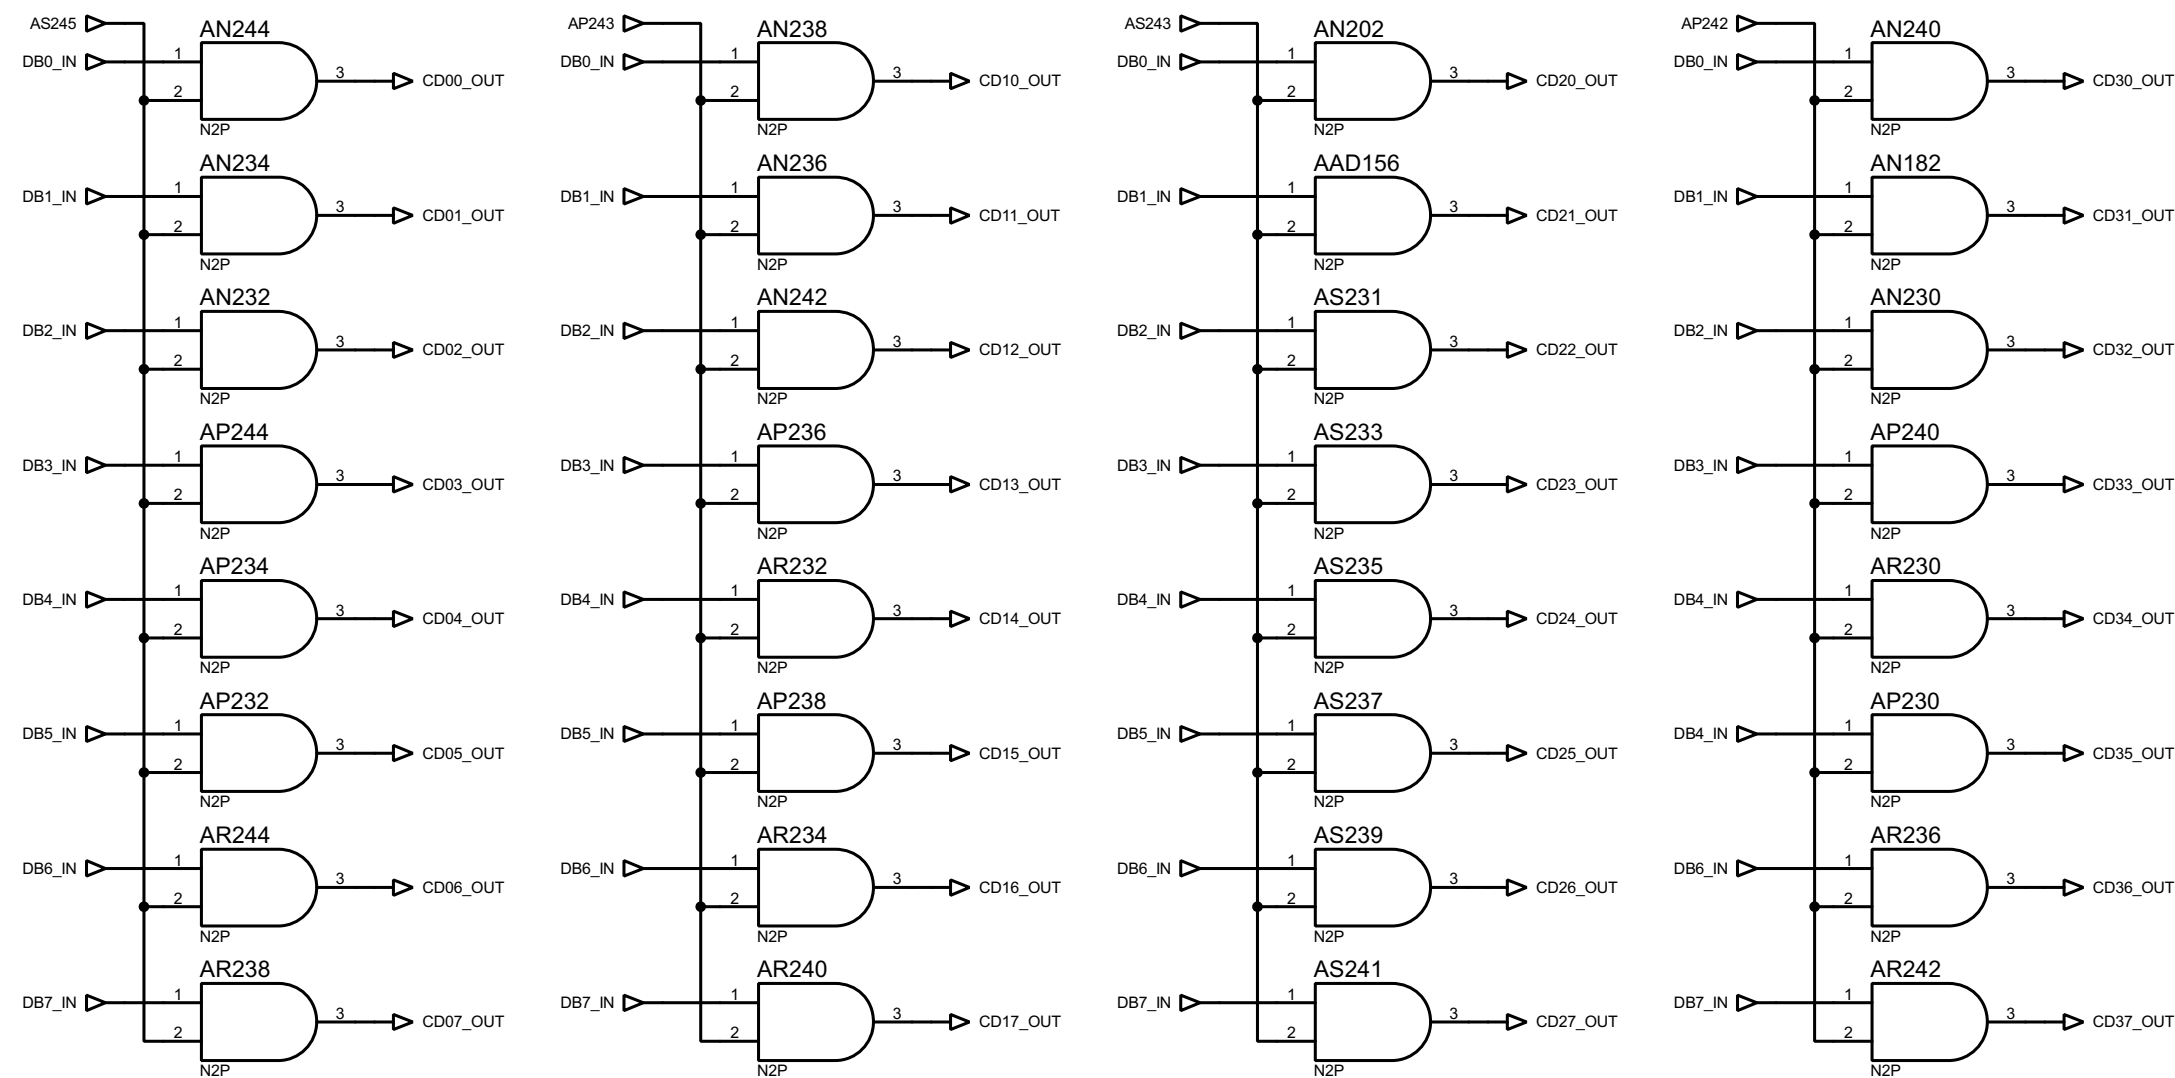 AS245 AN244 AP243 AN238 AS243 AN202 AP242 AN240
DB0_IN 1 2 3 CD00_OUT DB0_IN 1 2 3 CD10_OUT DB0_IN 1 2 3 CD20_OUT DB0_IN 1 2 3 CD30_OUT
N2P N2P N2P N2P
AN234 AN236 AAD156 AN182
DB1_IN 1 2 3 CD01_OUT DB1_IN 1 2 3 CD11_OUT DB1_IN 1 2 3 CD21_OUT DB1_IN 1 2 3 CD31_OUT
N2P N2P N2P N2P
AN232 AN242 AS231 AN230
DB2_IN 1 2 3 CD02_OUT DB2_IN 1 2 3 CD12_OUT DB2_IN 1 2 3 CD22_OUT DB2_IN 1 2 3 CD32_OUT
N2P N2P N2P N2P
AP244 AP236 AS233 AP240
DB3_IN 1 2 3 CD03_OUT DB3_IN 1 2 3 CD13_OUT DB3_IN 1 2 3 CD23_OUT DB3_IN 1 2 3 CD33_OUT
N2P N2P N2P N2P
AP234 AR232 AS235 AR230
DB4_IN 1 2 3 CD04_OUT DB4_IN 1 2 3 CD14_OUT DB4_IN 1 2 3 CD24_OUT DB4_IN 1 2 3 CD34_OUT
N2P N2P N2P N2P
AP232 AP238 AS237 AP230
DB5_IN 1 2 3 CD05_OUT DB5_IN 1 2 3 CD15_OUT DB5_IN 1 2 3 CD25_OUT DB4_IN 1 2 3 CD35_OUT
N2P N2P N2P N2P
AR244 AR234 AS239 AR236
DB6_IN 1 2 3 CD06_OUT DB6_IN 1 2 3 CD16_OUT DB6_IN 1 2 3 CD26_OUT DB6_IN 1 2 3 CD36_OUT
N2P N2P N2P N2P
AR238 AR240 AS241 AR242
DB7_IN 1 2 3 CD07_OUT DB7_IN 1 2 3 CD17_OUT DB7_IN 1 2 3 CD27_OUT DB7_IN 1 2 3 CD37_OUT
N2P N2P N2P N2P